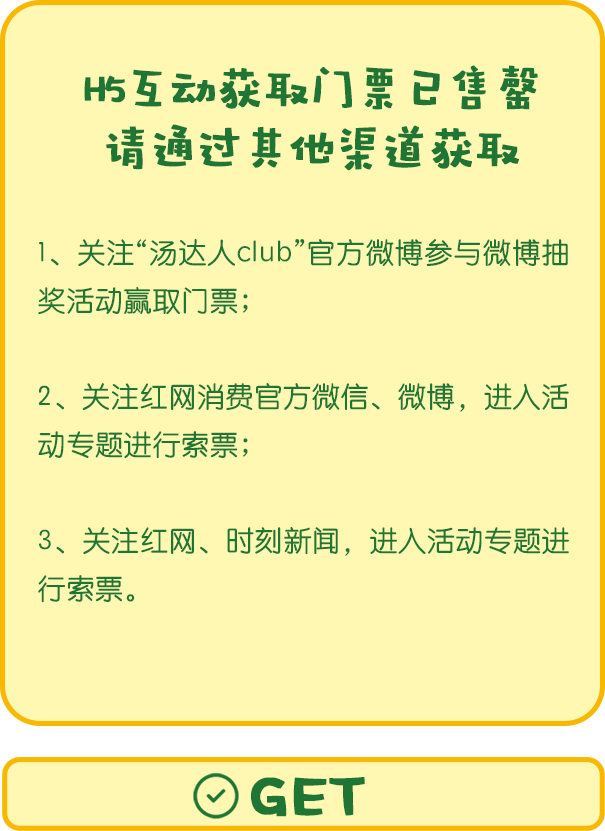 H5互动获取门票已售罄
请通过其他渠道获取
1、关注“汤达人club”官方微博参与微博抽
奖活动赢取门票；
2、关注红网消费官方微信、微博，进入活
动专题进行索票；
3、关注红网、时刻新闻，进入活动专题进
行索票。
GET